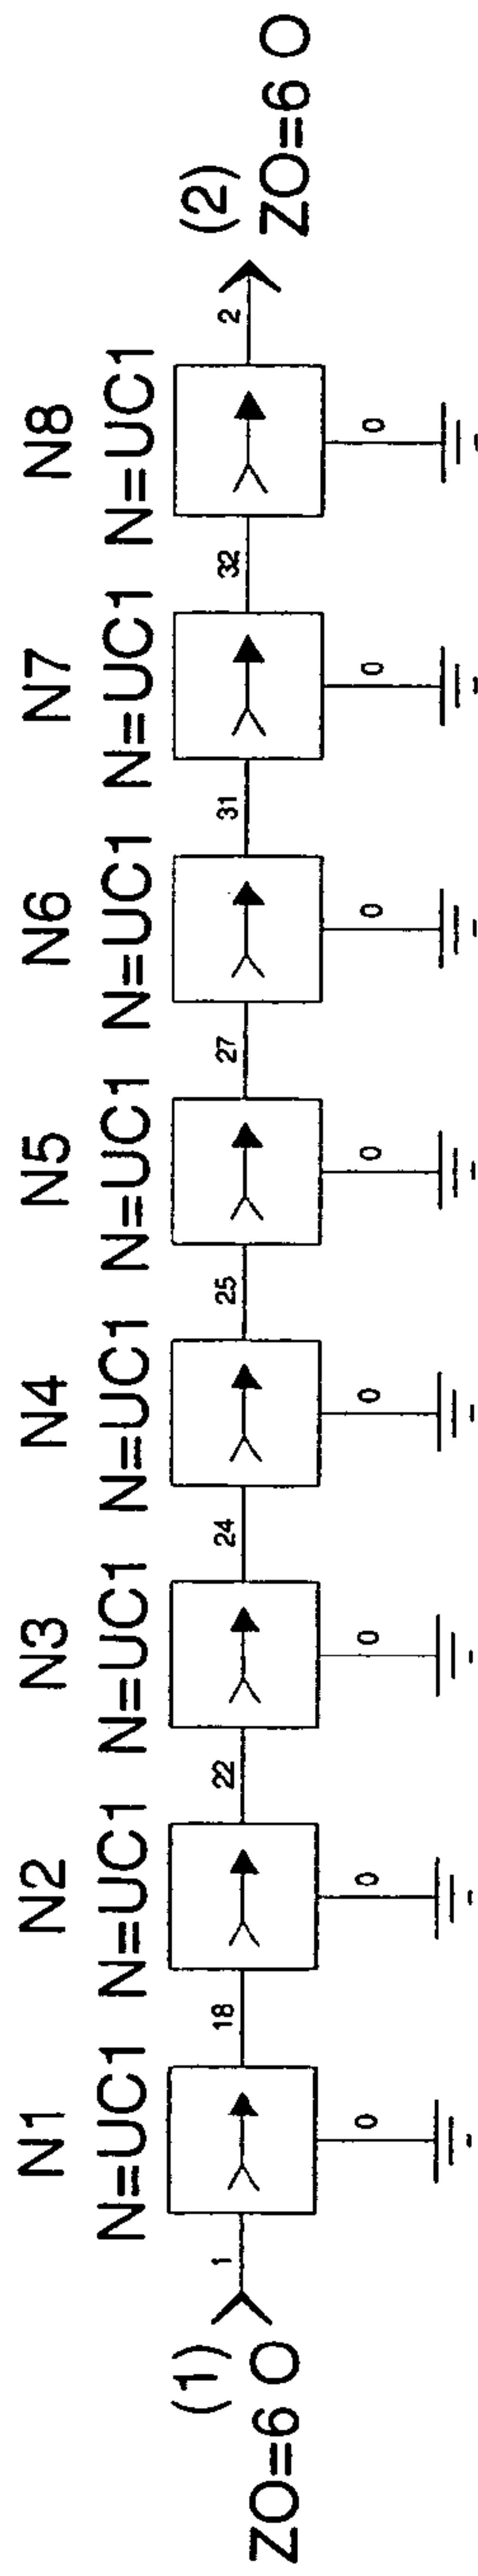 N1 N2 N3 N4 N5 N6 N7 N8
N=UC1 N=UC1 N=UC1 N=UC1 N=UC1 N=UC1 N=UC1 N=UC1
(1) (2)
1 18 22 24 25 27 31 32 2
ZO=6 O ZO=6 O
0 0 0 0 0 0 0 0